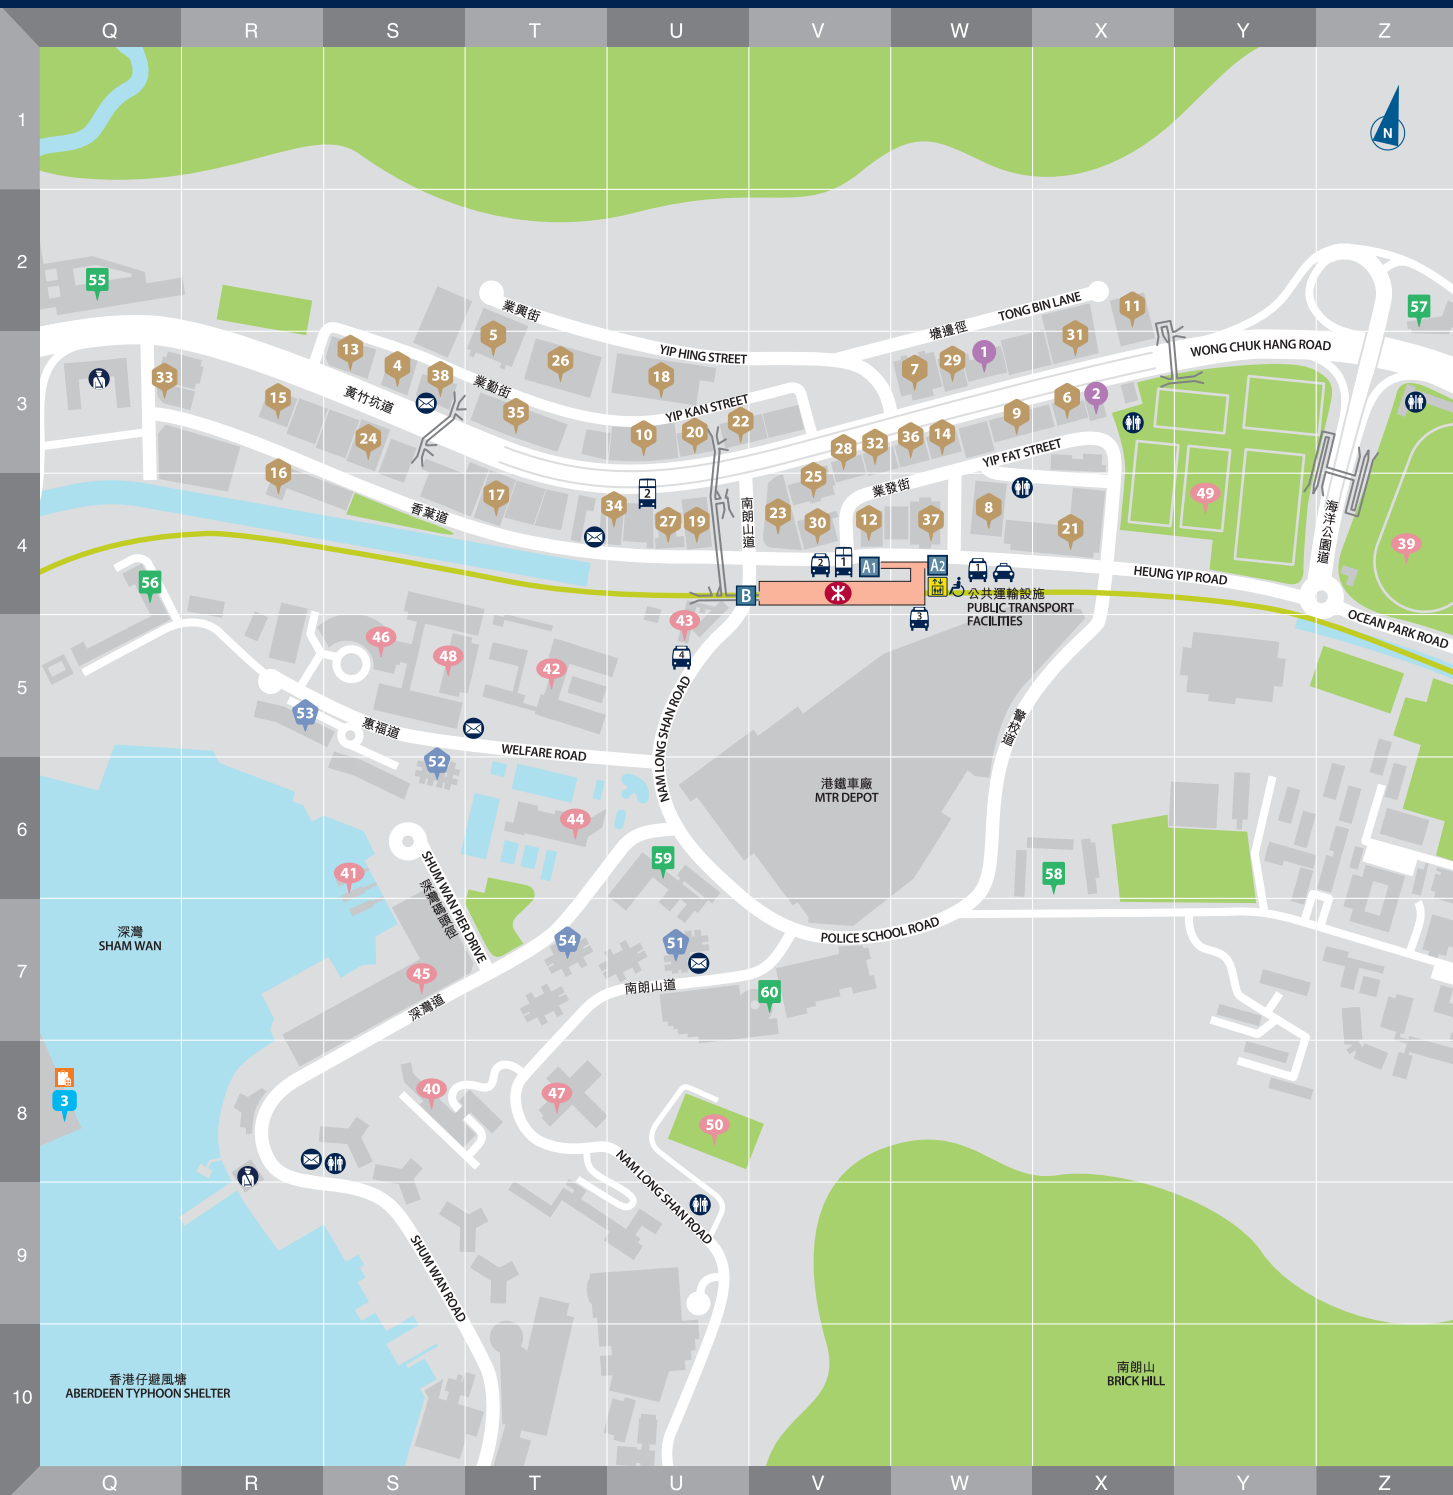 Q R S T U V W X Y Z
1
N
2
55
業興街
TONG BIN LANE
11
57
塘邊徑
5
13
4
38
26
YIP HING STREET
31
1
29
7
WONG CHUK HANG ROAD
3
33
15
黃竹坑道
業勤街
18
35
YIP KAN STREET
22
10
20
6
2
9
24
28
32
36
14
YIP FAT STREET
16
25
業發街
17
34
2
27
19
南朗山道
23
30
12
37
8
21
49
海洋公園道
39
4
香葉道
2
1
A1
A2
1
HEUNG YIP ROAD
56
B
公共運輸設施
PUBLIC TRANSPORT
FACILITIES
3
OCEAN PARK ROAD
43
46
48
4
42
5
53
惠福道
NAM LONG SHAN ROAD
警校道
WELFARE ROAD
52
港鐵車廠
MTR DEPOT
6
44
59
41
58
SHUM WAN PIER DRIVE
深灣碼頭徑
深灣
SHAM WAN
54
51
POLICE SCHOOL ROAD
7
45
南朗山道
60
深灣道
3
40
47
8
50
NAM LONG SHAN ROAD
9
SHUM WAN ROAD
香港仔避風塘
ABERDEEN TYPHOON SHELTER
南朗山
BRICK HILL
10
Q R S T U V W X Y Z